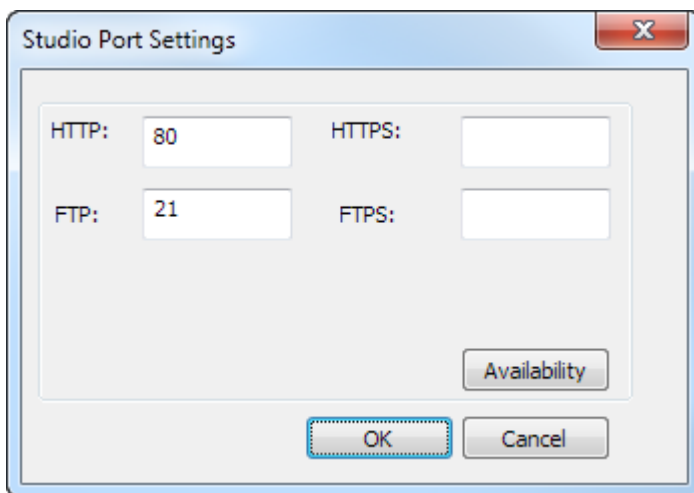 Studio Port Settings
HTTP: 80 HTTPS:
FTP: 21 FTPS:
Availability
OK Cancel